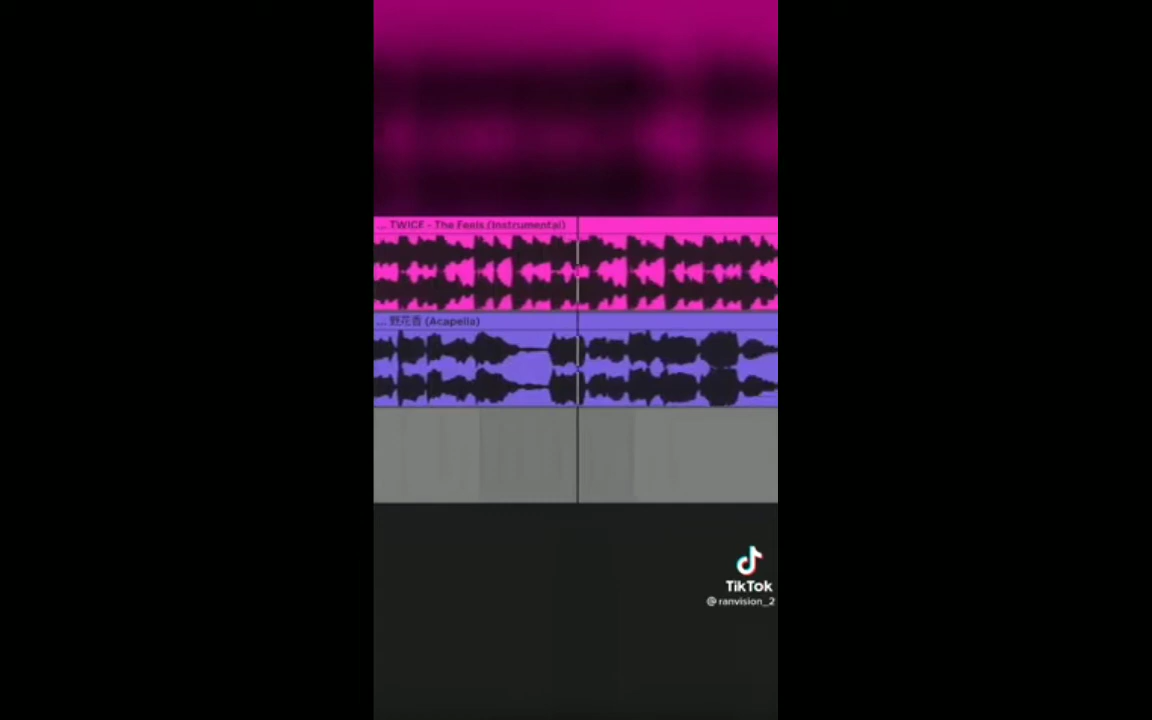 ... TWICE - The Feels (Instrumental)
... 野花香 (Acapella)
TikTok
@ranvision_2